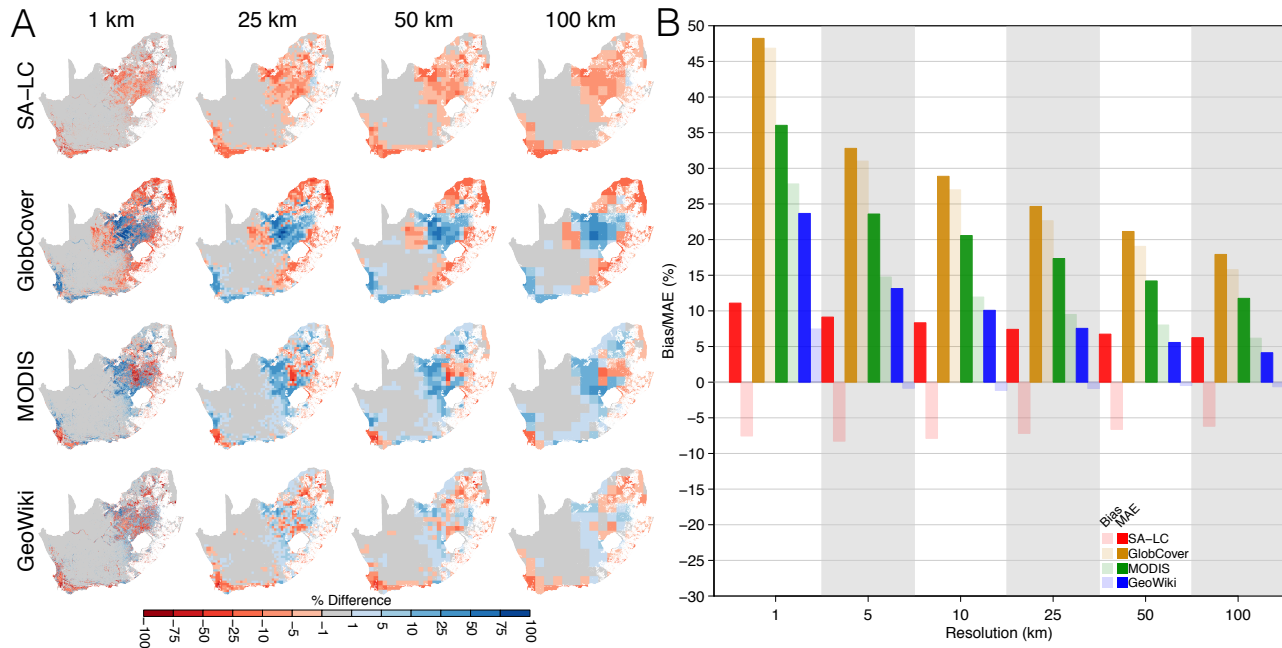 A
1 km
25 km
50 km
100 km
SA−LC
GlobCover
MODIS
GeoWiki
% Difference
−100
−75
−50
−25
−10
−5
−1
1
5
10
25
50
75
100
B
Bias/MAE (%)
50
45
40
35
30
25
20
15
10
5
0
−5
−10
−15
−20
−25
−30
Bias
MAE
SA−LC
GlobCover
MODIS
GeoWiki
1
5
10
25
50
100
Resolution (km)